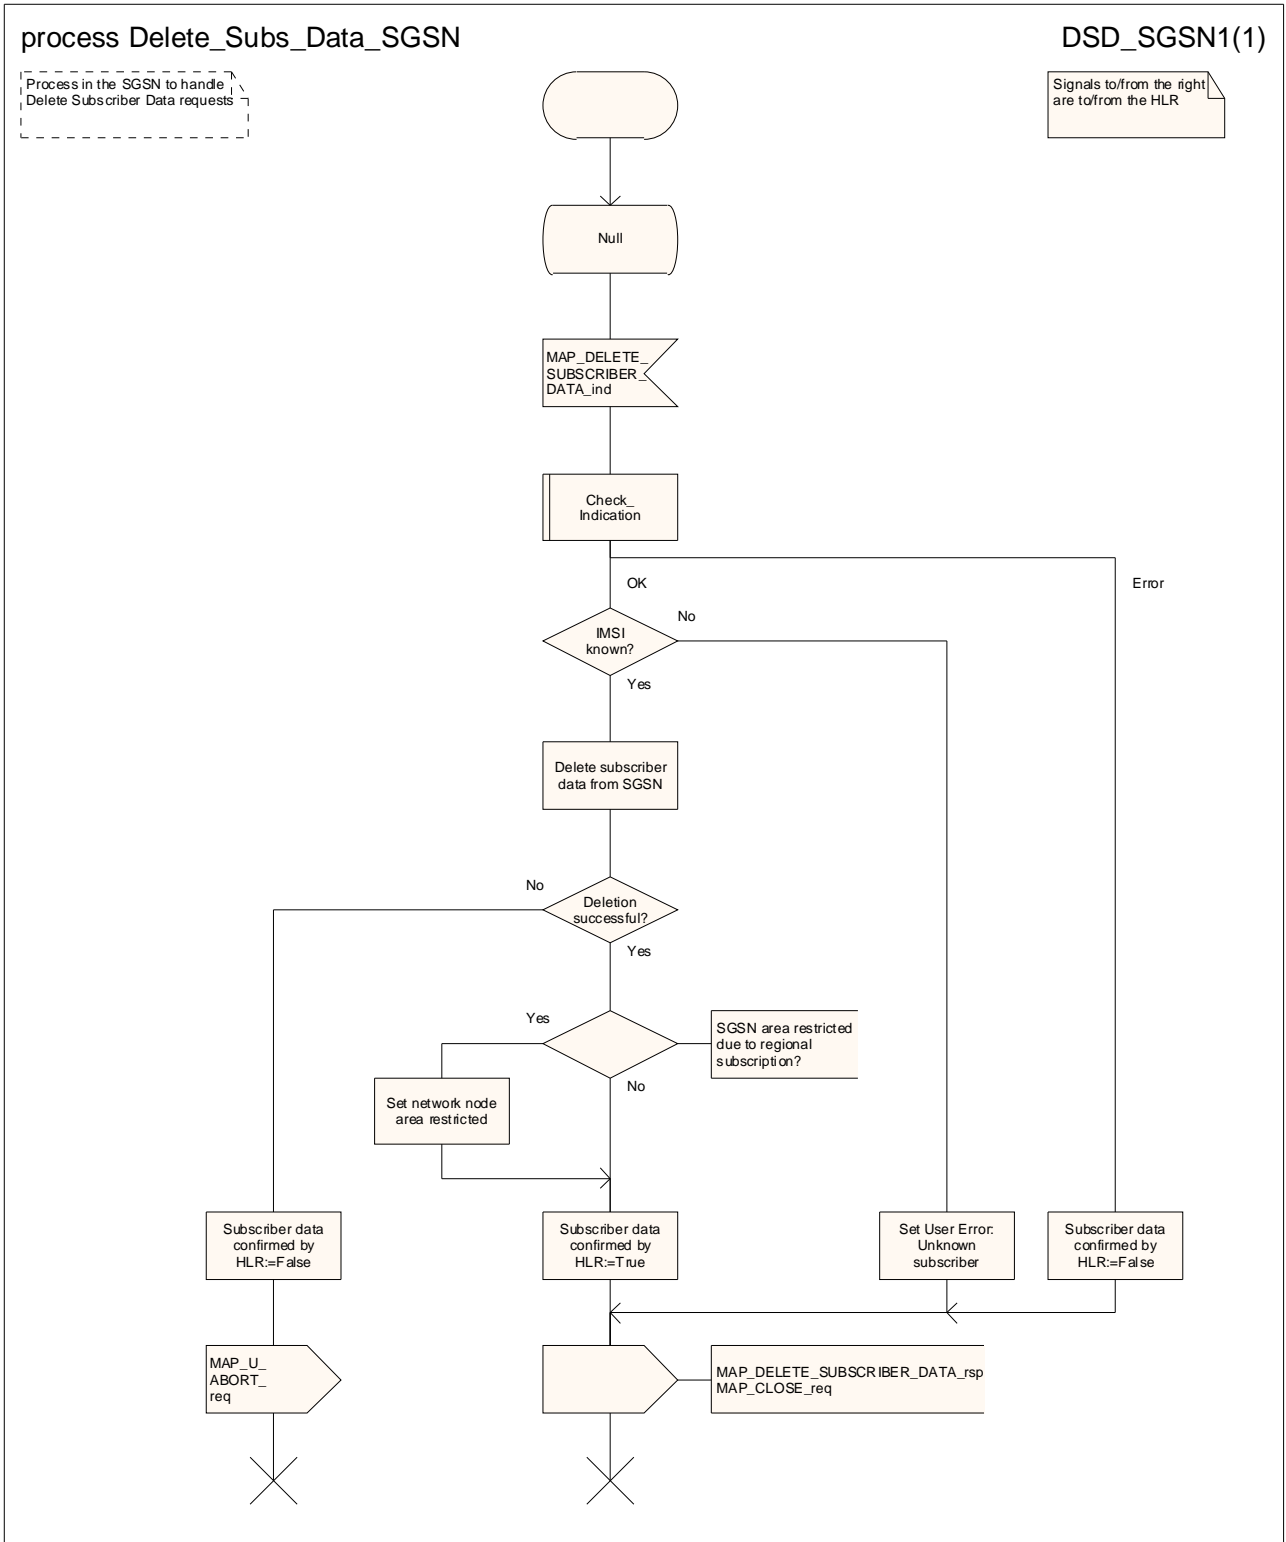 process Delete_Subs_Data_SGSN
DSD_SGSN1(1)
Process in the SGSN to handle
Delete Subscriber Data requests
Signals to/from the right
are to/from the HLR
Null
MAP_DELETE_
SUBSCRIBER_
DATA_ind
Check_
Indication
OK
Error
IMSI
known?
No
Yes
Delete subscriber
data from SGSN
No
Deletion
successful?
Yes
Yes
SGSN area restricted
due to regional
subscription?
No
Set network node
area restricted
Subscriber data
confirmed by
HLR:=False
Subscriber data
confirmed by
HLR:=True
Set User Error:
Unknown
subscriber
Subscriber data
confirmed by
HLR:=False
MAP_U_
ABORT_
req
MAP_DELETE_SUBSCRIBER_DATA_rsp
MAP_CLOSE_req